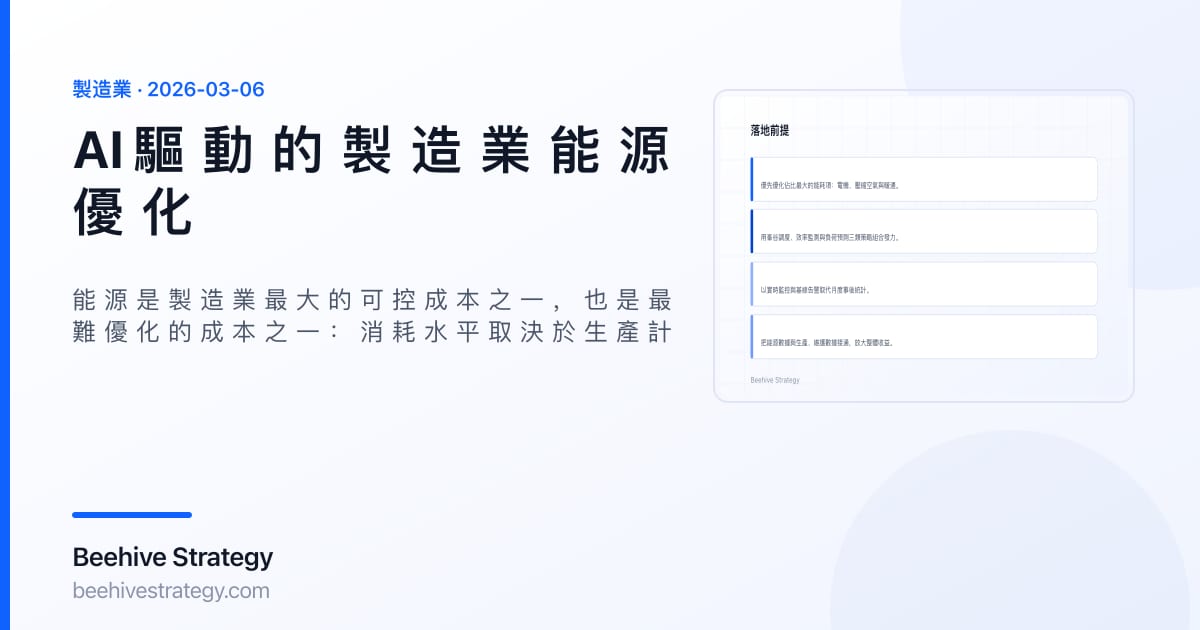 製造業 · 2026-03-06
AI驅動的製造業能源
優化
能源是製造業最大的可控成本之一，也是最
難優化的成本之一：消耗水平取決於生產計
落地前提
優先優化佔比最大的能耗項：電機、壓縮空氣與暖通。
用峯谷調度、效率監測與負荷預測三類策略組合發力。
以實時監控與基線告警取代月度事後統計。
把能源數據與生產、維護數據接通，放大整體收益。
Beehive Strategy
Beehive Strategy
beehivestrategy.com